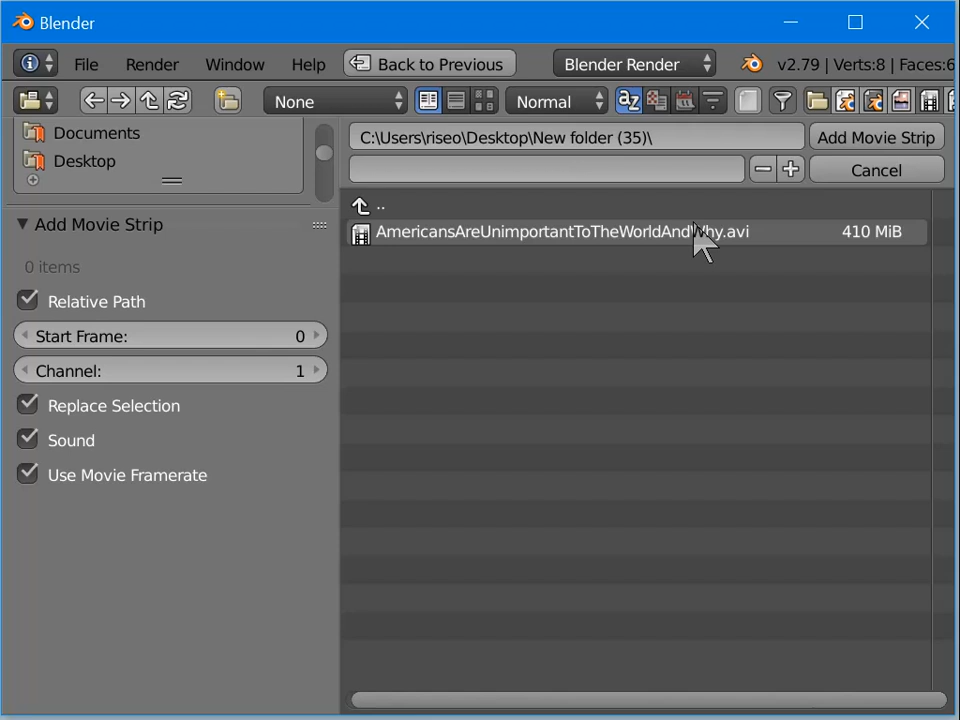 Blender
File Render Window Help Back to Previous Blender Render v2.79 | Verts:8 | Faces:6
None Normal az
Documents
Desktop
C:\Users\riseo\Desktop\New folder (35)\ Add Movie Strip
Cancel
..
AmericansAreUnimportantToTheWorldAndWhy.avi 410 MiB
Add Movie Strip
0 items
Relative Path
Start Frame: 0
Channel: 1
Replace Selection
Sound
Use Movie Framerate